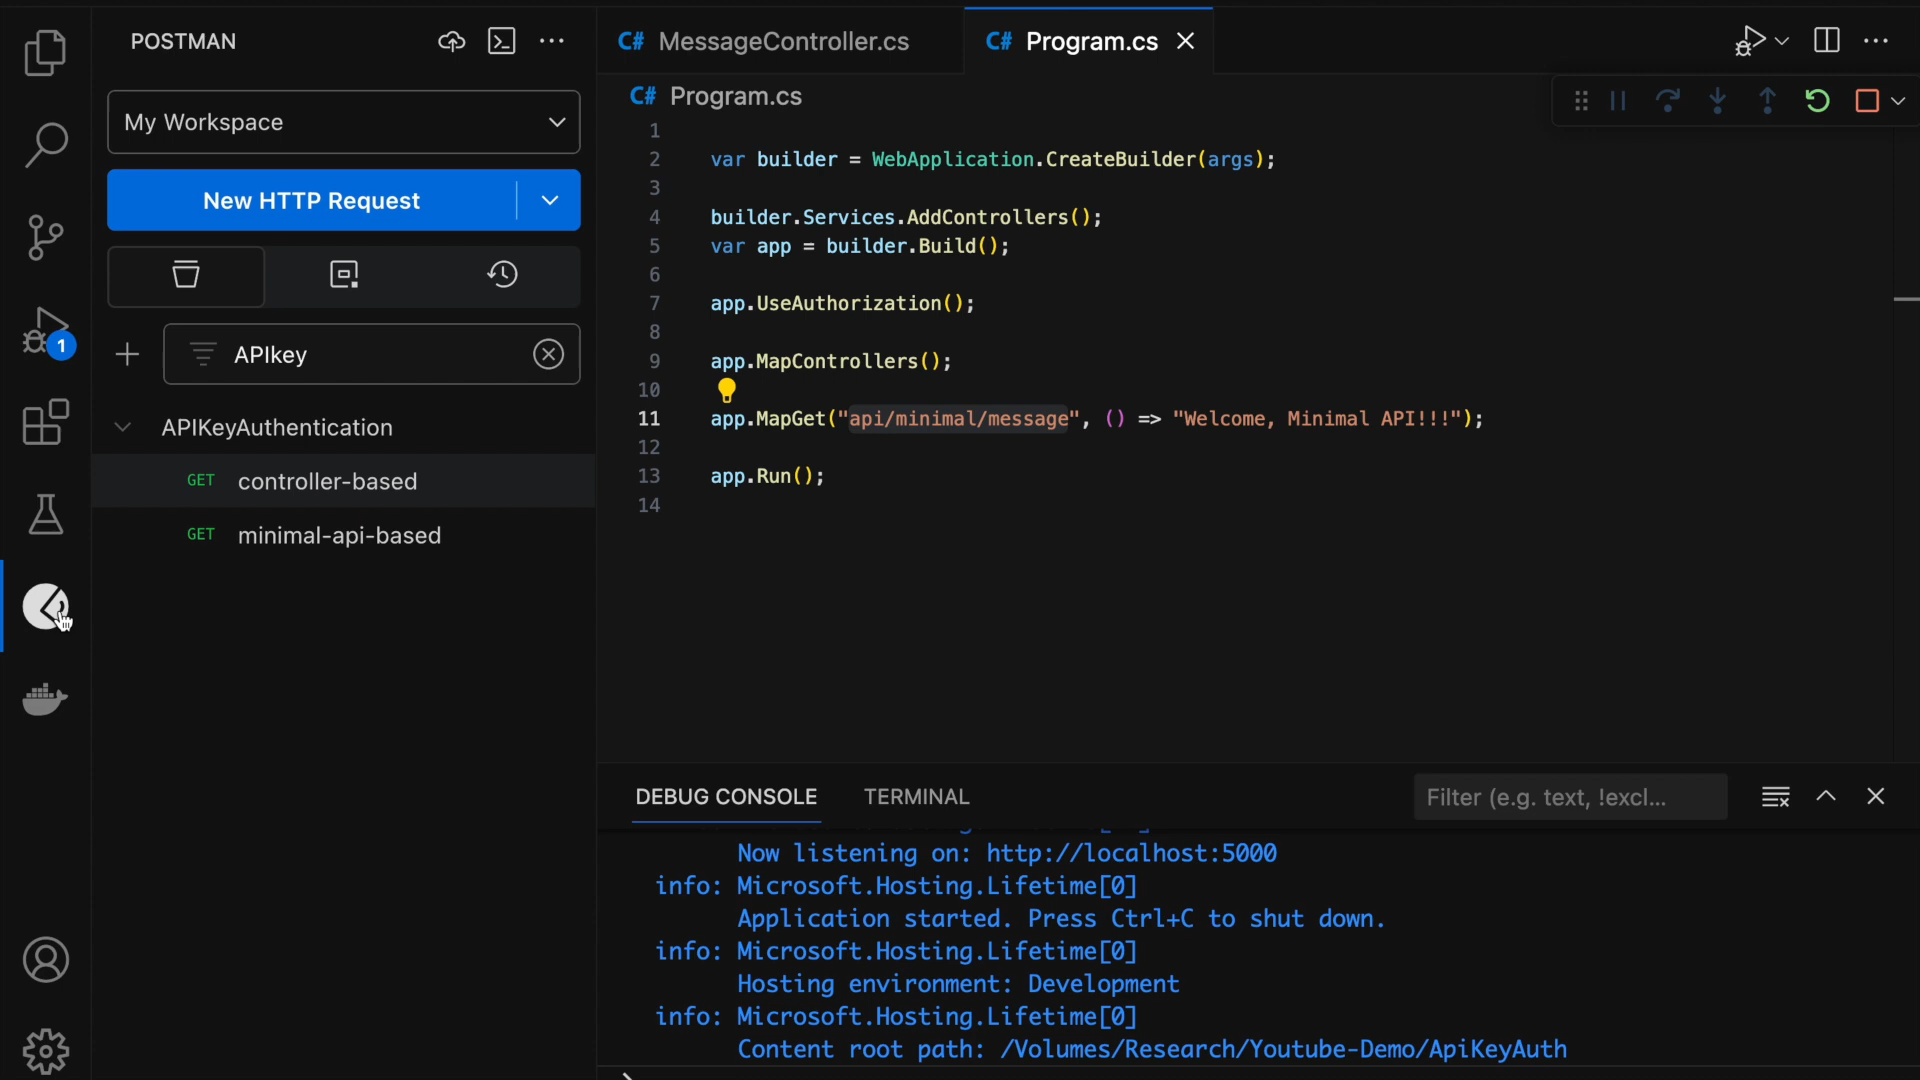 POSTMAN
My Workspace
New HTTP Request
APIkey
APIKeyAuthentication
GET controller-based
GET minimal-api-based
1
C# MessageController.cs
C# Program.cs
C# Program.cs
1
2 var builder = WebApplication.CreateBuilder(args);
3
4 builder.Services.AddControllers();
5 var app = builder.Build();
6
7 app.UseAuthorization();
8
9 app.MapControllers();
10
11 app.MapGet("api/minimal/message", () => "Welcome, Minimal API!!!");
12
13 app.Run();
14
DEBUG CONSOLE TERMINAL Filter (e.g. text, !excl...
Now listening on: http://localhost:5000
info: Microsoft.Hosting.Lifetime[0]
Application started. Press Ctrl+C to shut down.
info: Microsoft.Hosting.Lifetime[0]
Hosting environment: Development
info: Microsoft.Hosting.Lifetime[0]
Content root path: /Volumes/Research/Youtube-Demo/ApiKeyAuth